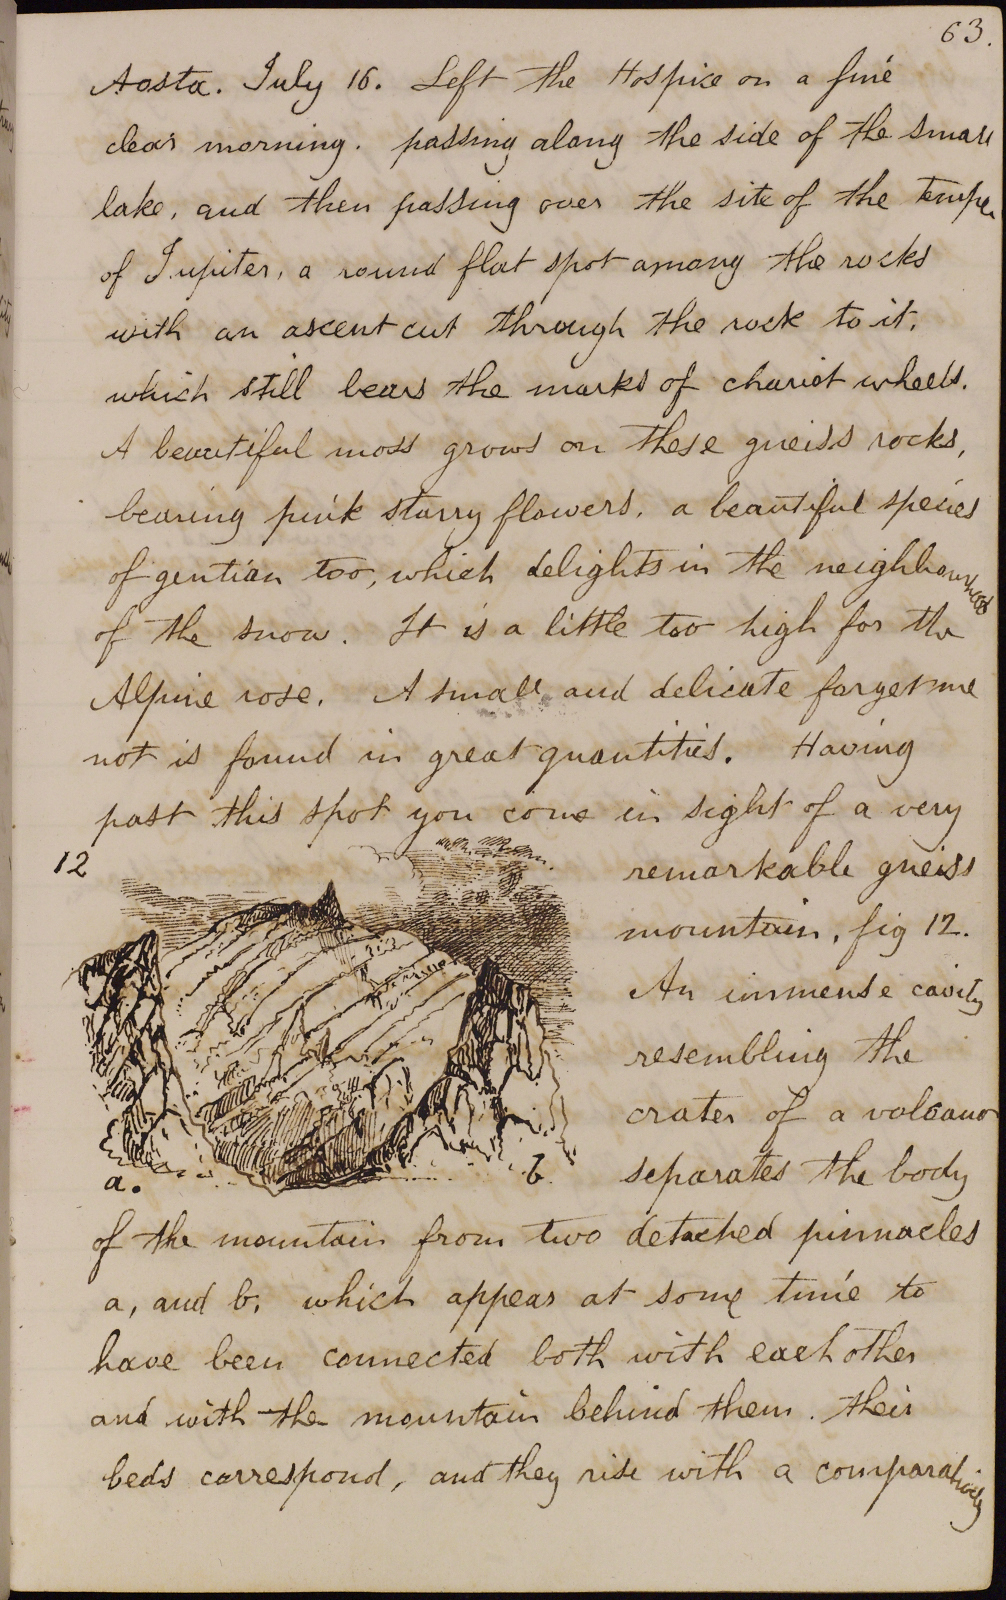 63.
Aosta. July 16. Left the Hospice on a fine
clear morning. passing along the side of the small
lake, and then passing over the site of the temple
of Jupiter, a round flat spot among the rocks
with an ascent cut through the rock to it,
which still bears the marks of chariot wheels.
A beautiful moss grows on these gneiss rocks,
bearing pink starry flowers, a beautiful species
of gentian too, which delights in the neighbourhood
of the snow. It is a little too high for the
Alpine rose. A small and delicate forget me
not is found in great quantities. Having
past this spot you come in sight of a very
12
remarkable gneiss
mountain, fig 12.
An immense cavity
resembling the
crater of a volcano
separates the body
a.
b
of the mountain from two detached pinnacles
a, and b, which appear at some time to
have been connected both with each other
and with the mountain behind them. their
beds correspond, and they rise with a comparatively